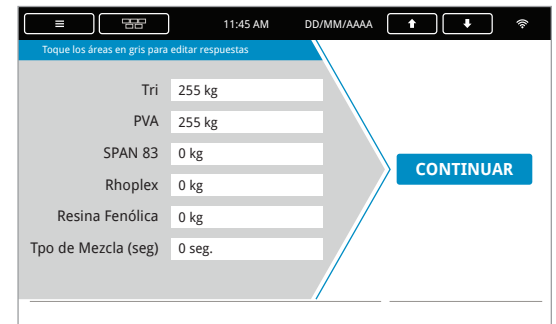 11:45 AM DD/MM/AAAA
Toque los áreas en gris para editar respuestas
Tri 255 kg
PVA 255 kg
SPAN 83 0 kg
Rhoplex 0 kg
Resina Fenólica 0 kg
Tpo de Mezcla (seg) 0 seg.
CONTINUAR